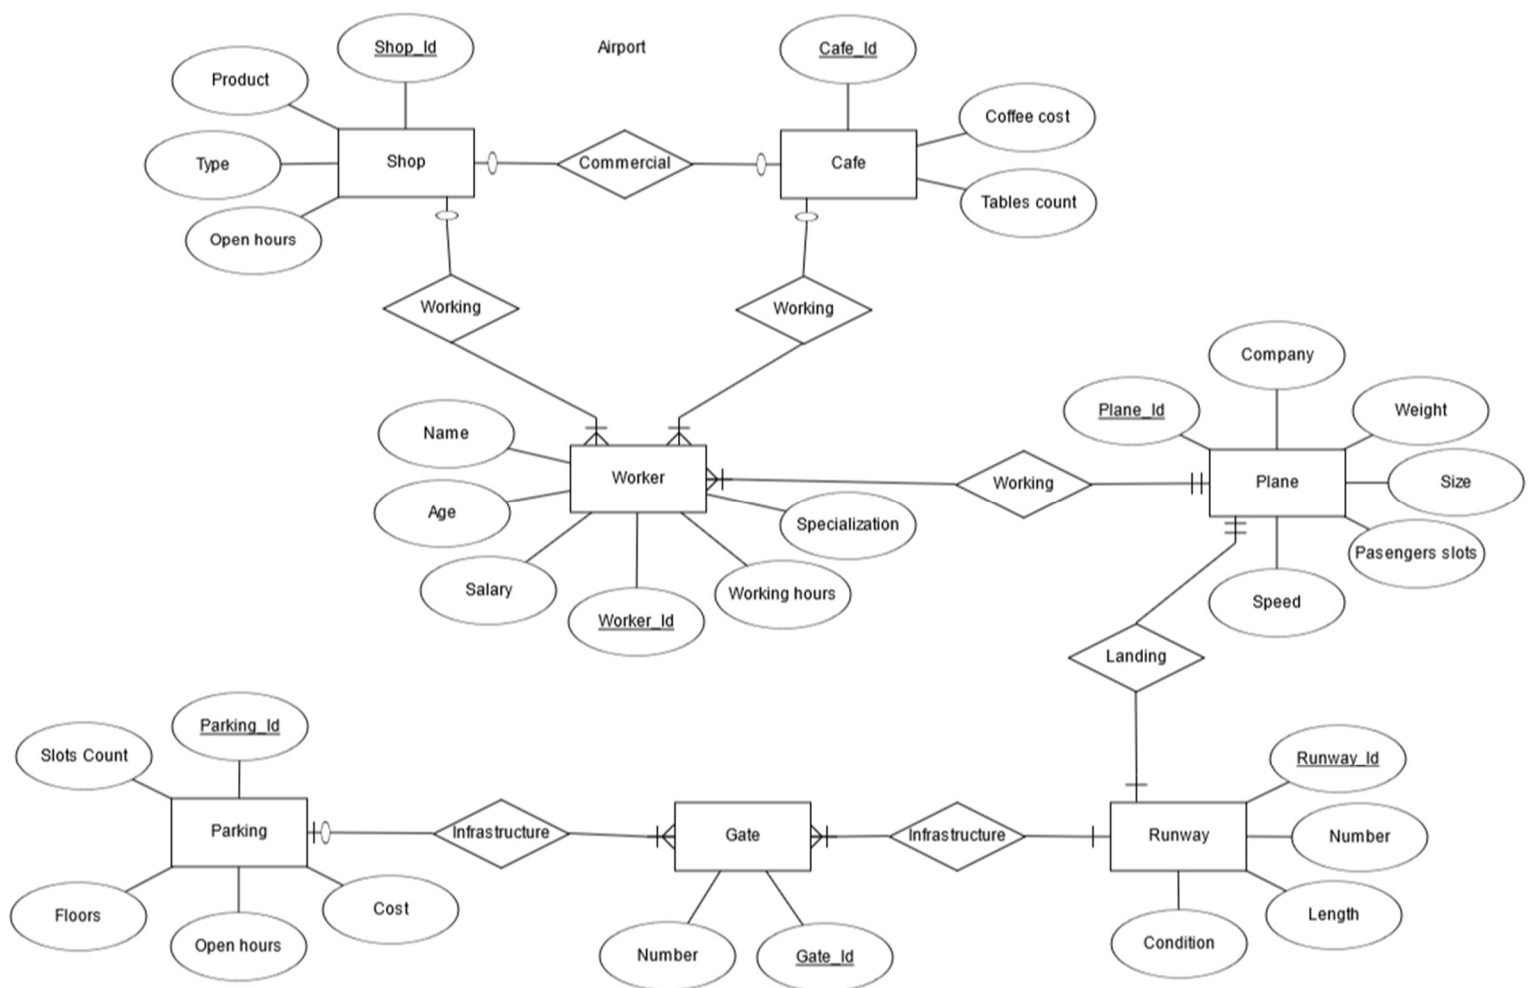 Shop_Id
Airport
Cafe_Id
Product
Coffee cost
Type
Shop
Commercial
Cafe
Tables count
Open hours
Working
Working
Company
Plane_Id
Weight
Name
Worker
Working
Plane
Size
Age
Specialization
Pasengers slots
Salary
Working hours
Speed
Worker_Id
Landing
Parking_Id
Slots Count
Runway_Id
Parking
Infrastructure
Gate
Infrastructure
Runway
Number
Floors
Cost
Length
Open hours
Number
Gate_Id
Condition